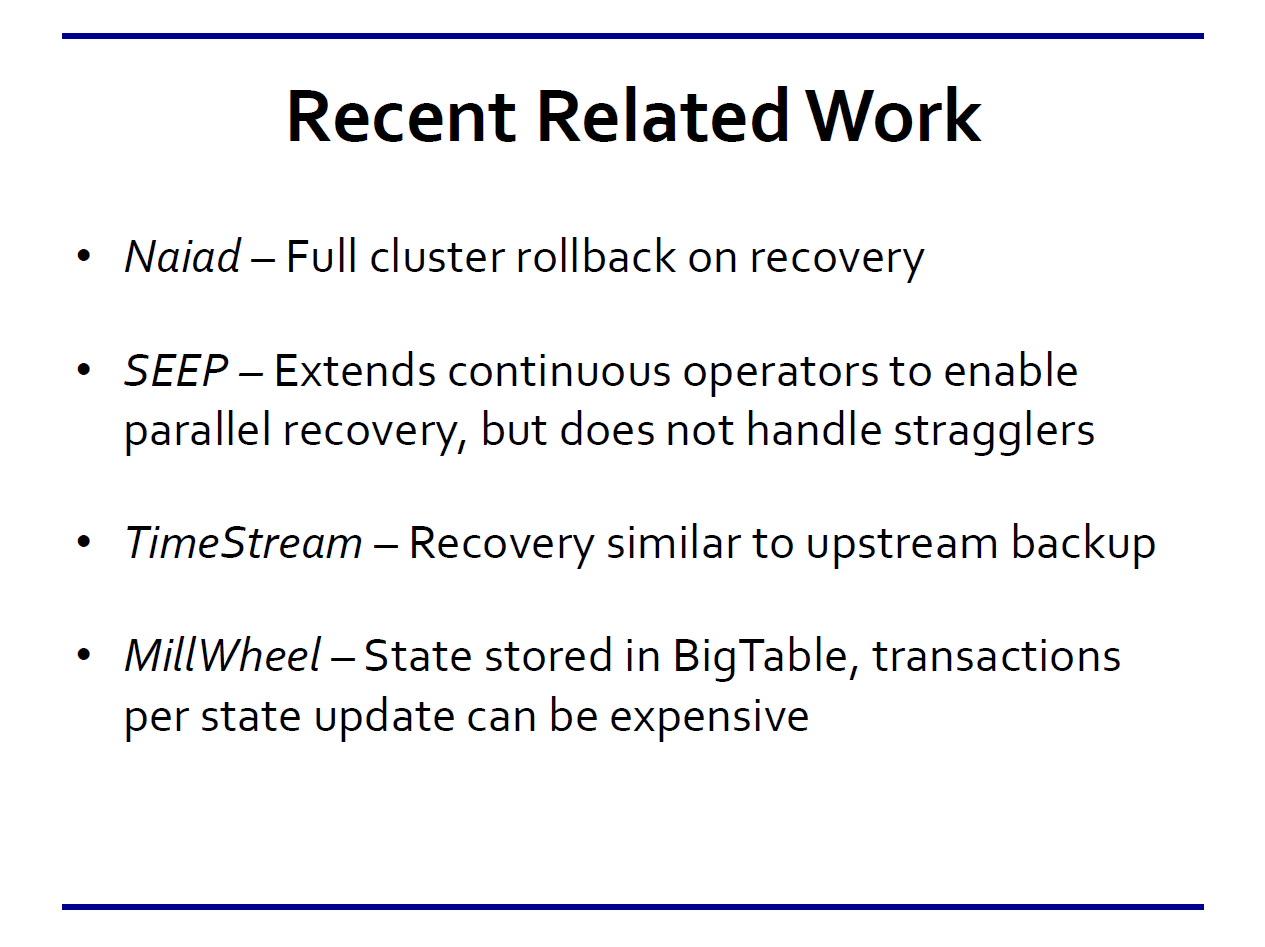 Recent Related Work
• Naiad – Full cluster rollback on recovery
• SEEP – Extends continuous operators to enable
parallel recovery, but does not handle stragglers
• TimeStream – Recovery similar to upstream backup
• MillWheel – State stored in BigTable, transactions
per state update can be expensive